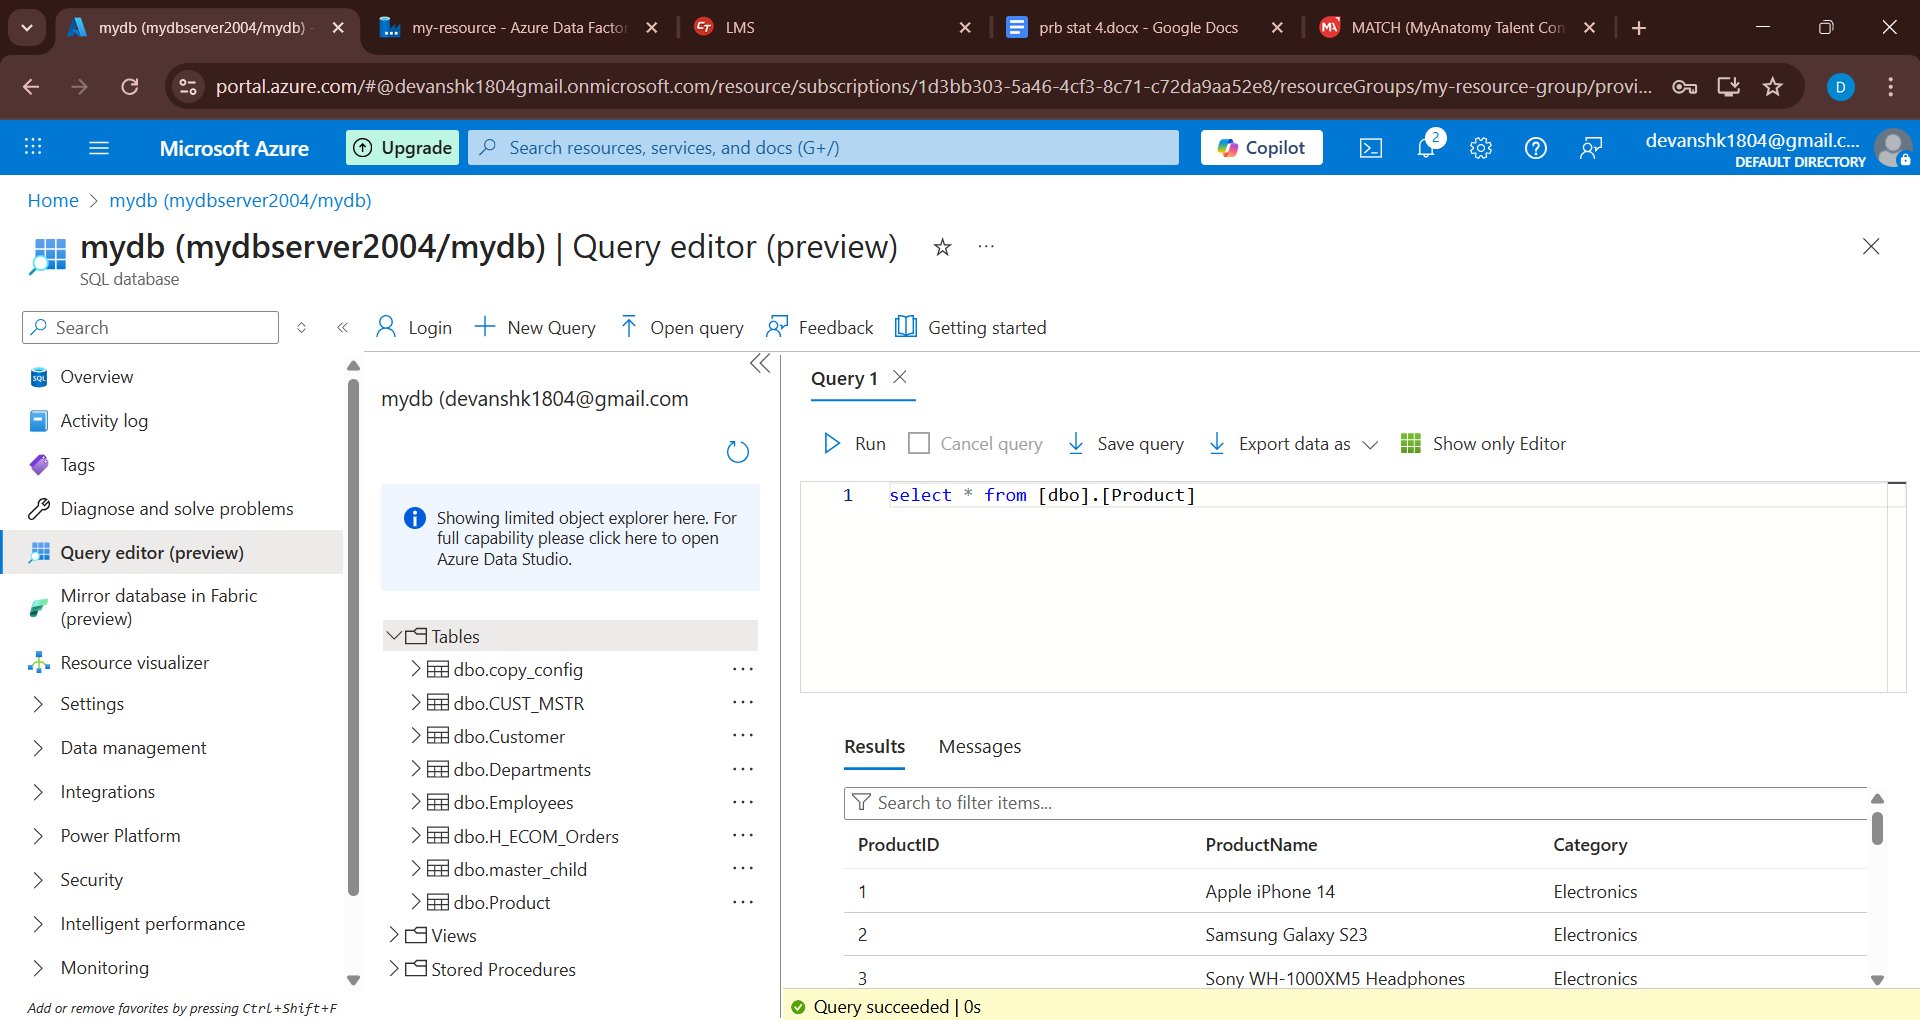 mydb (mydbserver2004/mydb) -
my-resource - Azure Data Factor
LMS
prb stat 4.docx - Google Docs
MATCH (MyAnatomy Talent Con
portal.azure.com/#@devanshk1804gmail.onmicrosoft.com/resource/subscriptions/1d3bb303-5a46-4cf3-8c71-c72da9aa52e8/resourceGroups/my-resource-group/provi...
D
Microsoft Azure
Upgrade
Search resources, services, and docs (G+/)
Copilot
2
devanshk1804@gmail.c...
DEFAULT DIRECTORY
Home > mydb (mydbserver2004/mydb)
mydb (mydbserver2004/mydb) | Query editor (preview)
SQL database
Search
Login
New Query
Open query
Feedback
Getting started
Overview
Activity log
Tags
Diagnose and solve problems
Query editor (preview)
Mirror database in Fabric
(preview)
Resource visualizer
Settings
Data management
Integrations
Power Platform
Security
Intelligent performance
Monitoring
Add or remove favorites by pressing Ctrl+Shift+F
mydb (devanshk1804@gmail.com
Showing limited object explorer here. For
full capability please click here to open
Azure Data Studio.
Tables
dbo.copy_config
dbo.CUST_MSTR
dbo.Customer
dbo.Departments
dbo.Employees
dbo.H_ECOM_Orders
dbo.master_child
dbo.Product
Views
Stored Procedures
Query 1
Run
Cancel query
Save query
Export data as
Show only Editor
1 select * from [dbo].[Product]
Results
Messages
Search to filter items...
ProductID ProductName Category
1 Apple iPhone 14 Electronics
2 Samsung Galaxy S23 Electronics
3 Sony WH-1000XM5 Headphones Electronics
Query succeeded | 0s